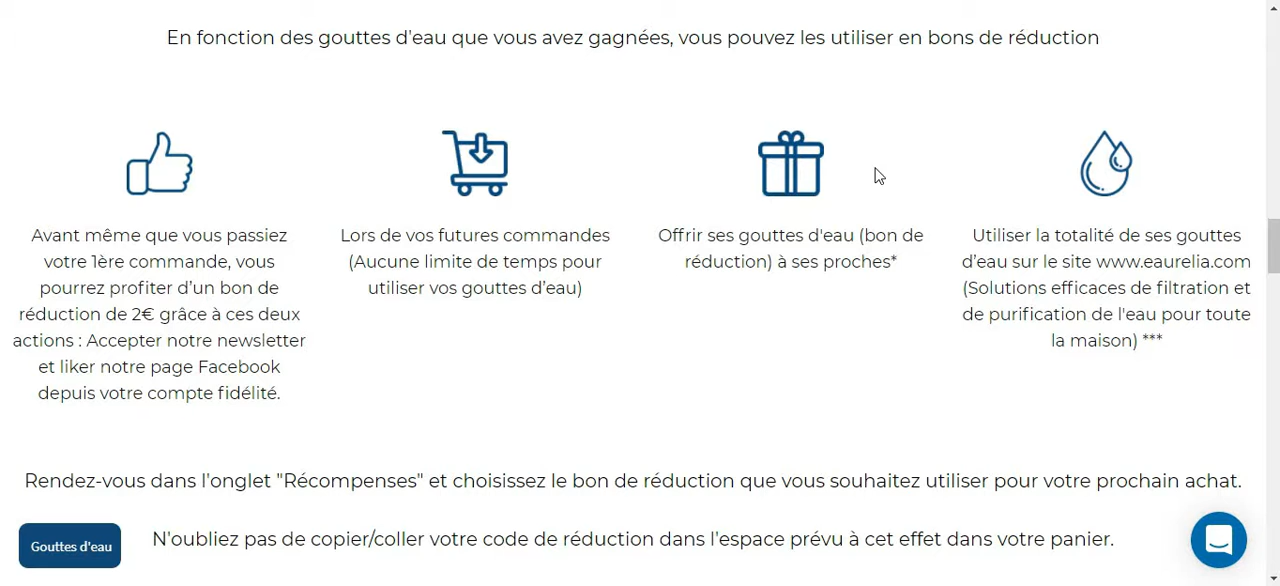 En fonction des gouttes d'eau que vous avez gagnées, vous pouvez les utiliser en bons de réduction
Avant même que vous passiez
votre 1ère commande, vous
pourrez profiter d’un bon de
réduction de 2€ grâce à ces deux
actions : Accepter notre newsletter
et liker notre page Facebook
depuis votre compte fidélité.
Lors de vos futures commandes
(Aucune limite de temps pour
utiliser vos gouttes d’eau)
Offrir ses gouttes d'eau (bon de
réduction) à ses proches*
Utiliser la totalité de ses gouttes
d’eau sur le site www.eaurelia.com
(Solutions efficaces de filtration et
de purification de l'eau pour toute
la maison) ***
Rendez-vous dans l'onglet "Récompenses" et choisissez le bon de réduction que vous souhaitez utiliser pour votre prochain achat.
N'oubliez pas de copier/coller votre code de réduction dans l'espace prévu à cet effet dans votre panier.
Gouttes d'eau